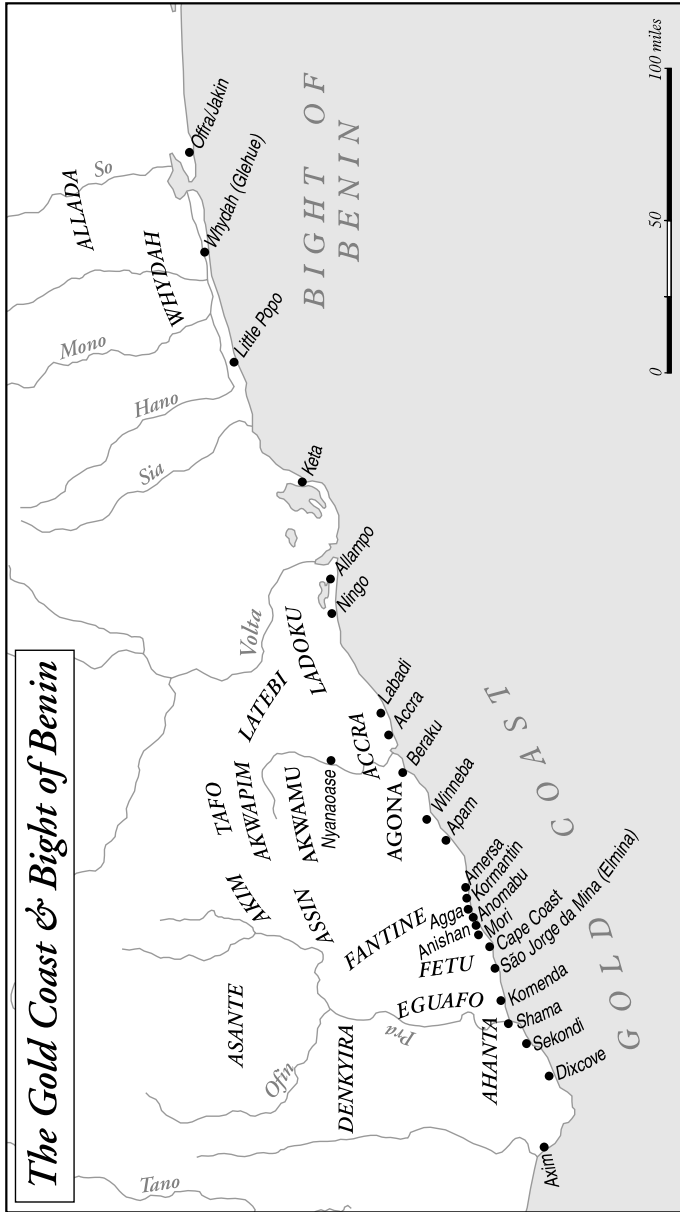 The Gold Coast & Bight of Benin
Tano
Ofin
Pra
Volta
Sia
Hano
Mono
So
ASANTE
DENKYIRA
AKIM
ASSIN
TAFO
AKWAPIM
AKWAMU
Nyanaoase
LATEBI
LADOKU
ACCRA
AGONA
FANTINE
FETU
EGUAFO
AHANTA
WHYDAH
ALLADA
Axim
Dixcove
Sekondi
Shama
Komenda
São Jorge da Mina (Elmina)
Cape Coast
Mori
Anishan
Anomabu
Agga
Kormantin
Amersa
Apam
Winneba
Beraku
Accra
Labadi
Ningo
Allampo
Keta
Little Popo
Whydah (Glehue)
Offra/Jakin
GOLD COAST
BIGHT OF
BENIN
0 50 100 miles